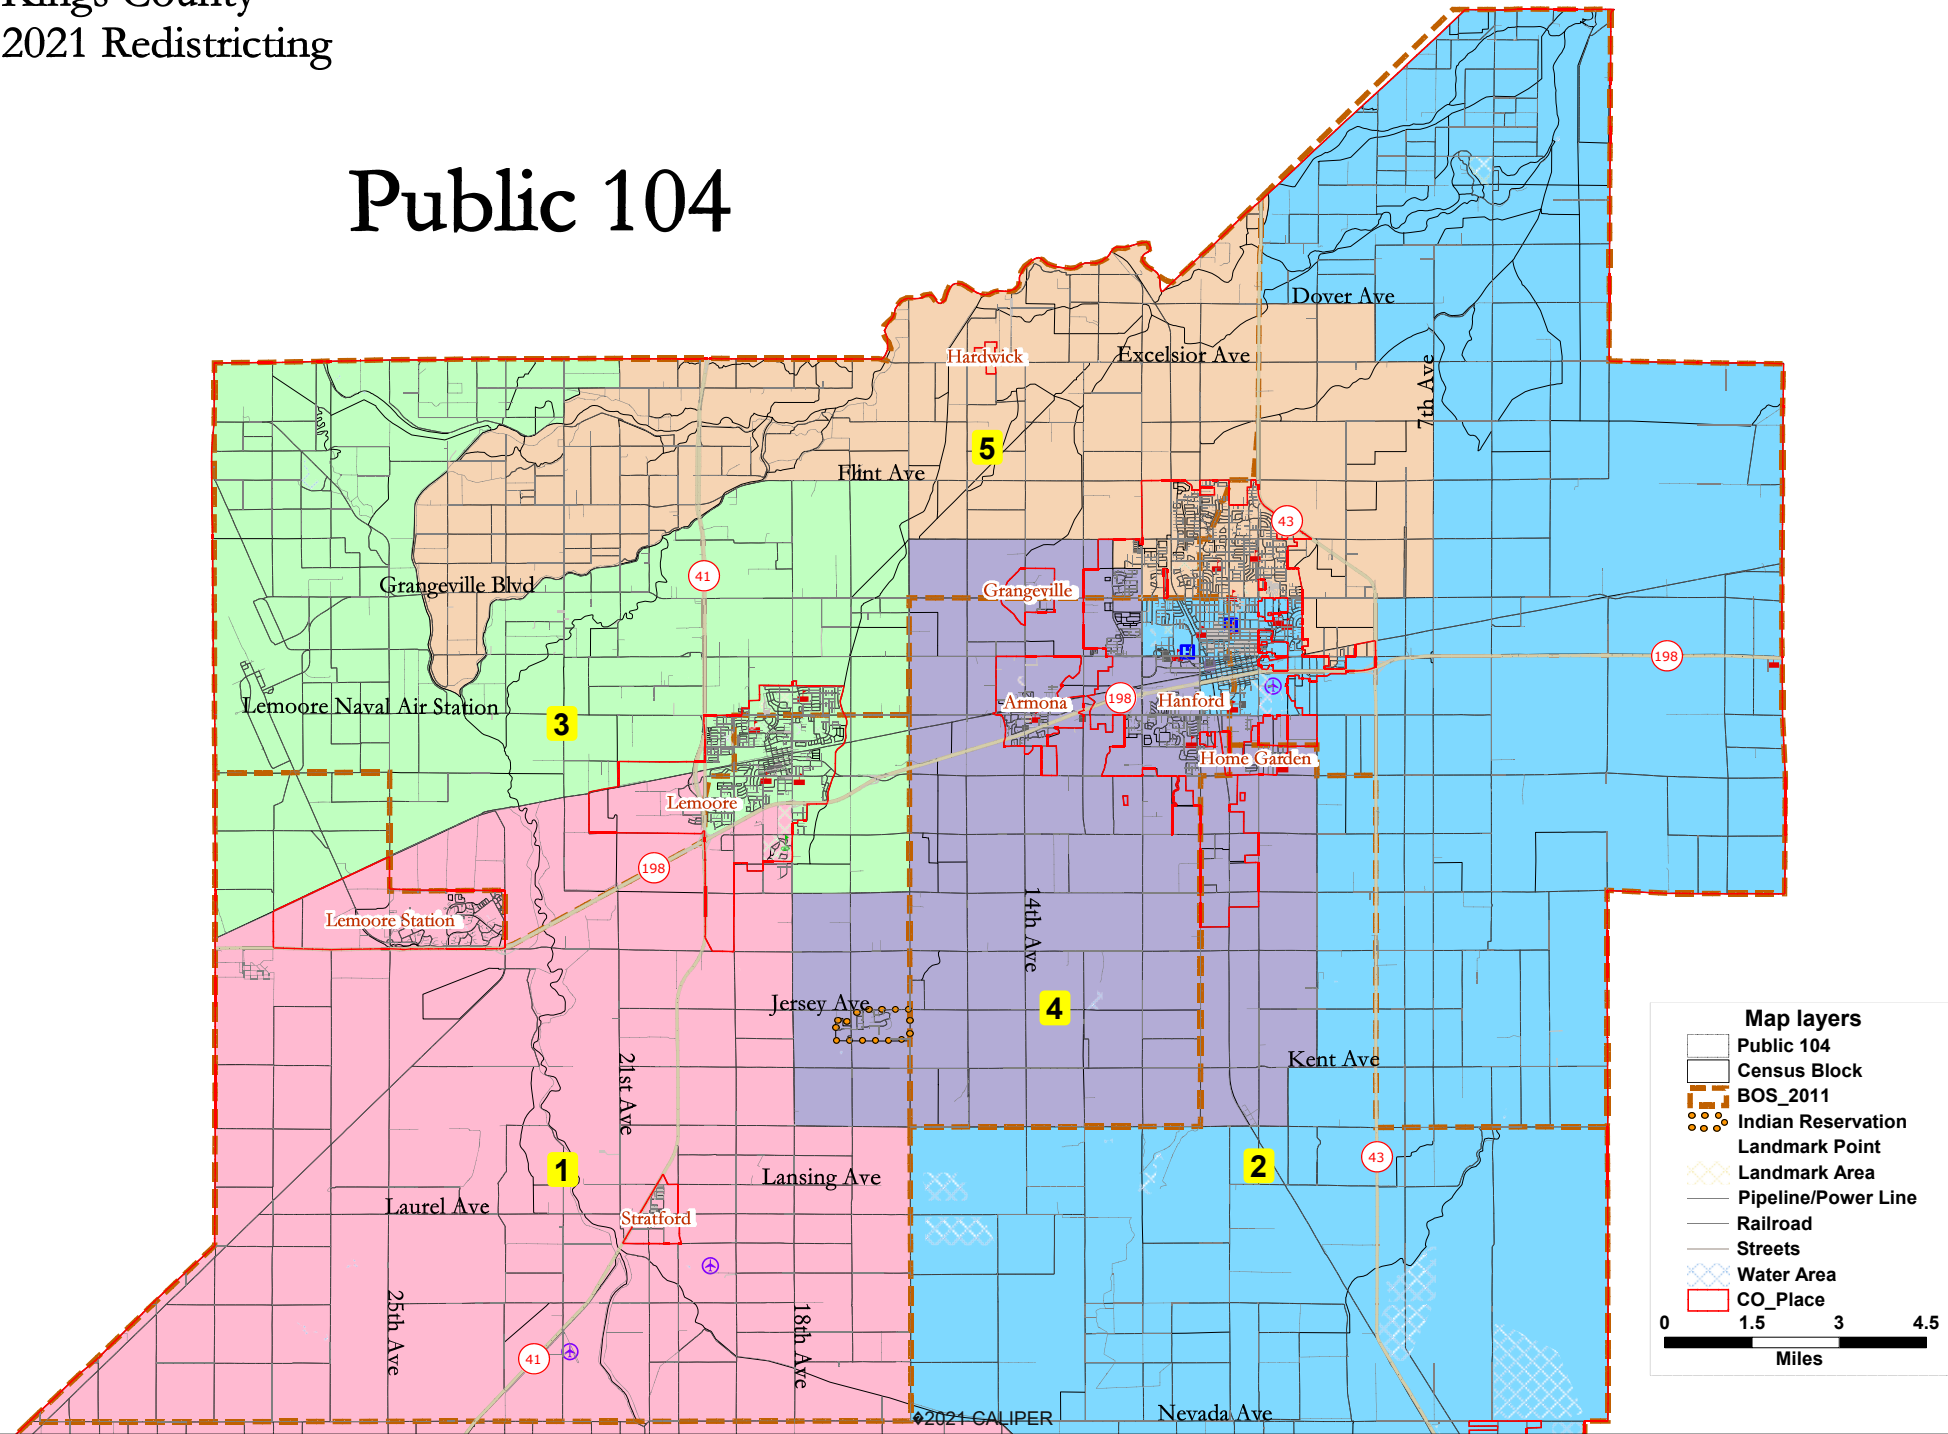 Kings County
2021 Redistricting
Public 104
Dover Ave
Hardwick
Excelsior Ave
7th Ave
5
Flint Ave
43
41
Grangeville Blvd
Grangeville
198
Lemoore Naval Air Station
3
Armona
198
Hanford
Home Garden
Lemoore
198
Lemoore Station
14th Ave
Jersey Ave
4
21st Ave
Kent Ave
1
Lansing Ave
2
43
Laurel Ave
Stratford
25th Ave
18th Ave
41
�2021 CALIPER
Nevada Ave
Map layers
Public 104
Census Block
BOS_2011
Indian Reservation
Landmark Point
Landmark Area
Pipeline/Power Line
Railroad
Streets
Water Area
CO_Place
0 1.5 3 4.5
Miles